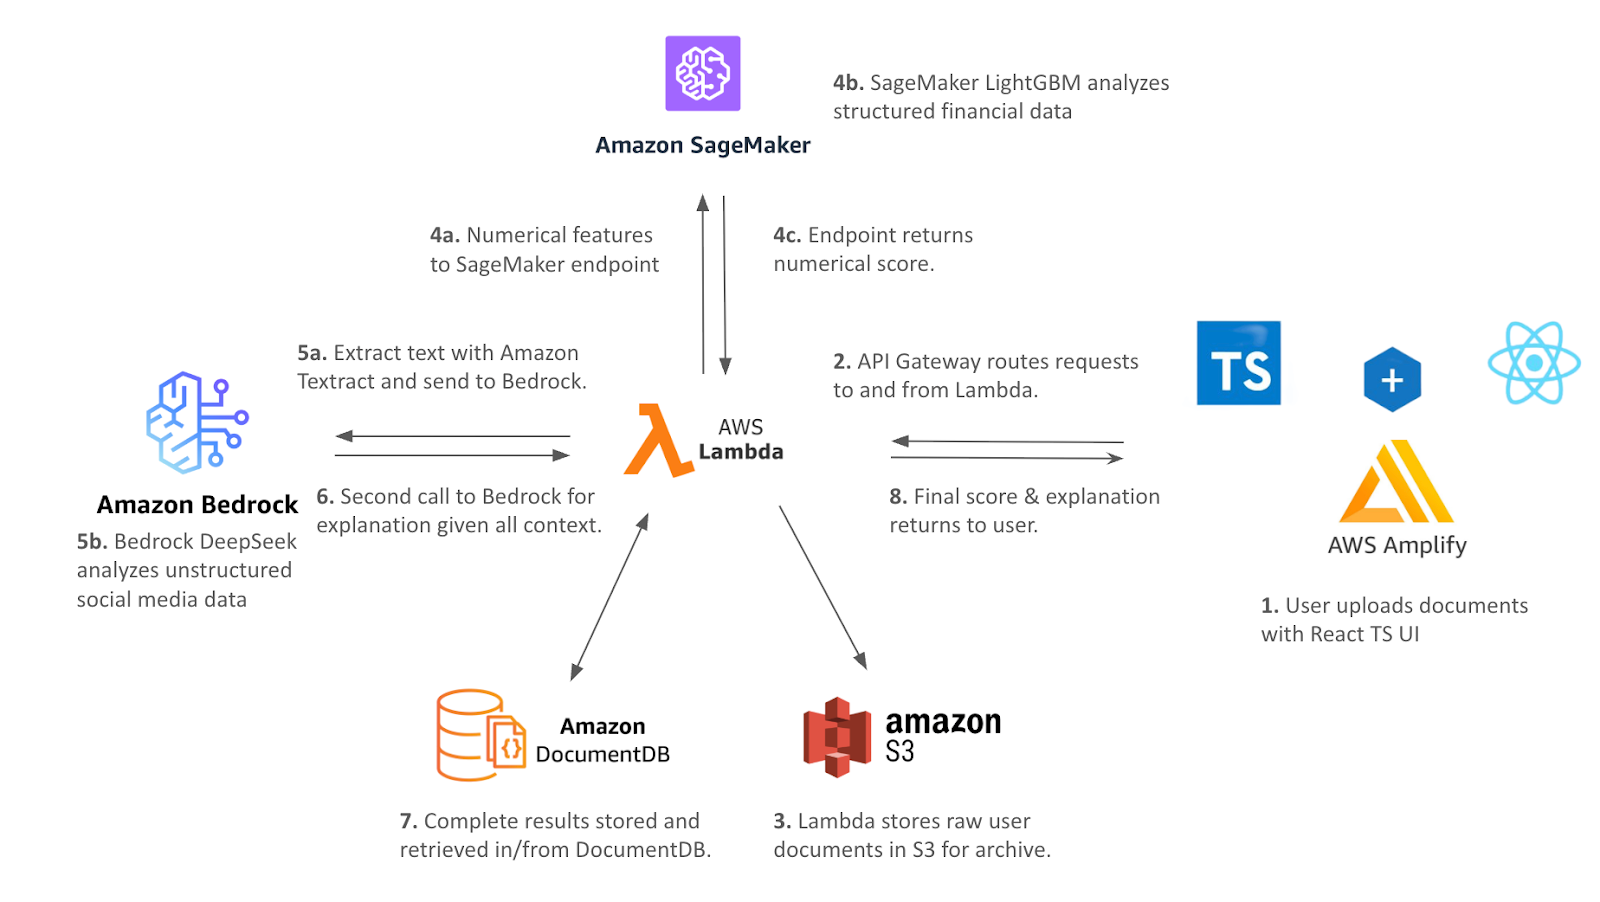 4b. SageMaker LightGBM analyzes
structured financial data
Amazon SageMaker
4a. Numerical features
to SageMaker endpoint
4c. Endpoint returns
numerical score.
5a. Extract text with Amazon
Textract and send to Bedrock.
2. API Gateway routes requests
to and from Lambda.
TS
AWS
Lambda
Amazon Bedrock
6. Second call to Bedrock for
explanation given all context.
8. Final score & explanation
returns to user.
5b. Bedrock DeepSeek
analyzes unstructured
social media data
AWS Amplify
1. User uploads documents
with React TS UI
Amazon
DocumentDB
amazon
S3
7. Complete results stored and
retrieved in/from DocumentDB.
3. Lambda stores raw user
documents in S3 for archive.